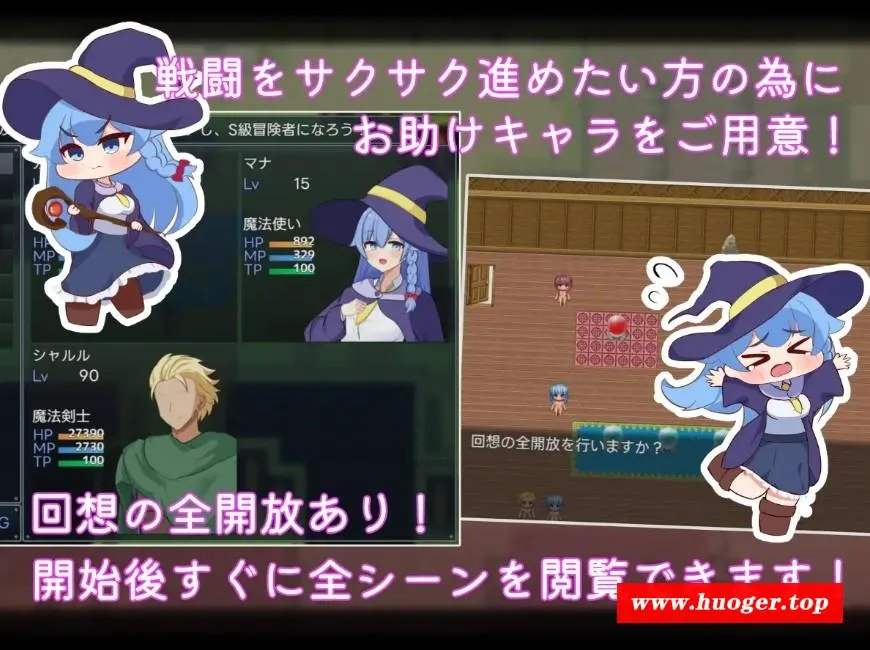 戦闘をサクサク進めたい方の為に
お助けキャラをご用意！
し、S級冒険者になろう
マナ
Lv 15
魔法使い
HP 892
MP 329
TP 100
HP
MP
TP
シャルル
Lv 90
魔法剣士
HP 27390
MP 2730
TP 100
G
回想の全開放を行いますか？
回想の全開放あり！
開始後すぐに全シーンを閲覧できます！
www.huoger.top